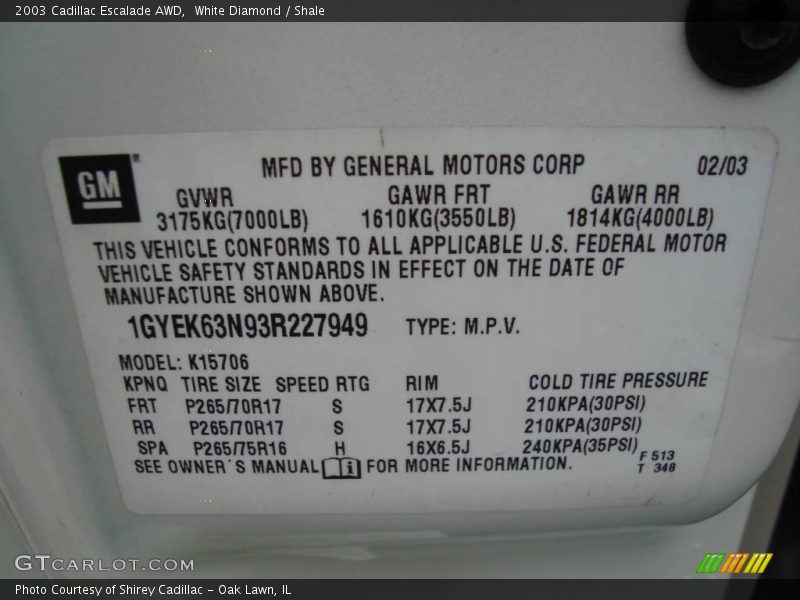 2003 Cadillac Escalade AWD,  White Diamond / Shale
GM®
MFD BY GENERAL MOTORS CORP 02/03
GVWR GAWR FRT GAWR RR
3175KG(7000LB) 1610KG(3550LB) 1814KG(4000LB)
THIS VEHICLE CONFORMS TO ALL APPLICABLE U.S. FEDERAL MOTOR
VEHICLE SAFETY STANDARDS IN EFFECT ON THE DATE OF
MANUFACTURE SHOWN ABOVE.
1GYEK63N93R227949 TYPE: M.P.V.
MODEL: K15706
KPNQ TIRE SIZE SPEED RTG RIM COLD TIRE PRESSURE
FRT P265/70R17 S 17X7.5J 210KPA(30PSI)
RR P265/70R17 S 17X7.5J 210KPA(30PSI)
SPA P265/75R16 H 16X6.5J 240KPA(35PSI)
SEE OWNER'S MANUAL i FOR MORE INFORMATION.
F 513
T 348
GTCARLOT.COM
Photo Courtesy of Shirey Cadillac - Oak Lawn, IL